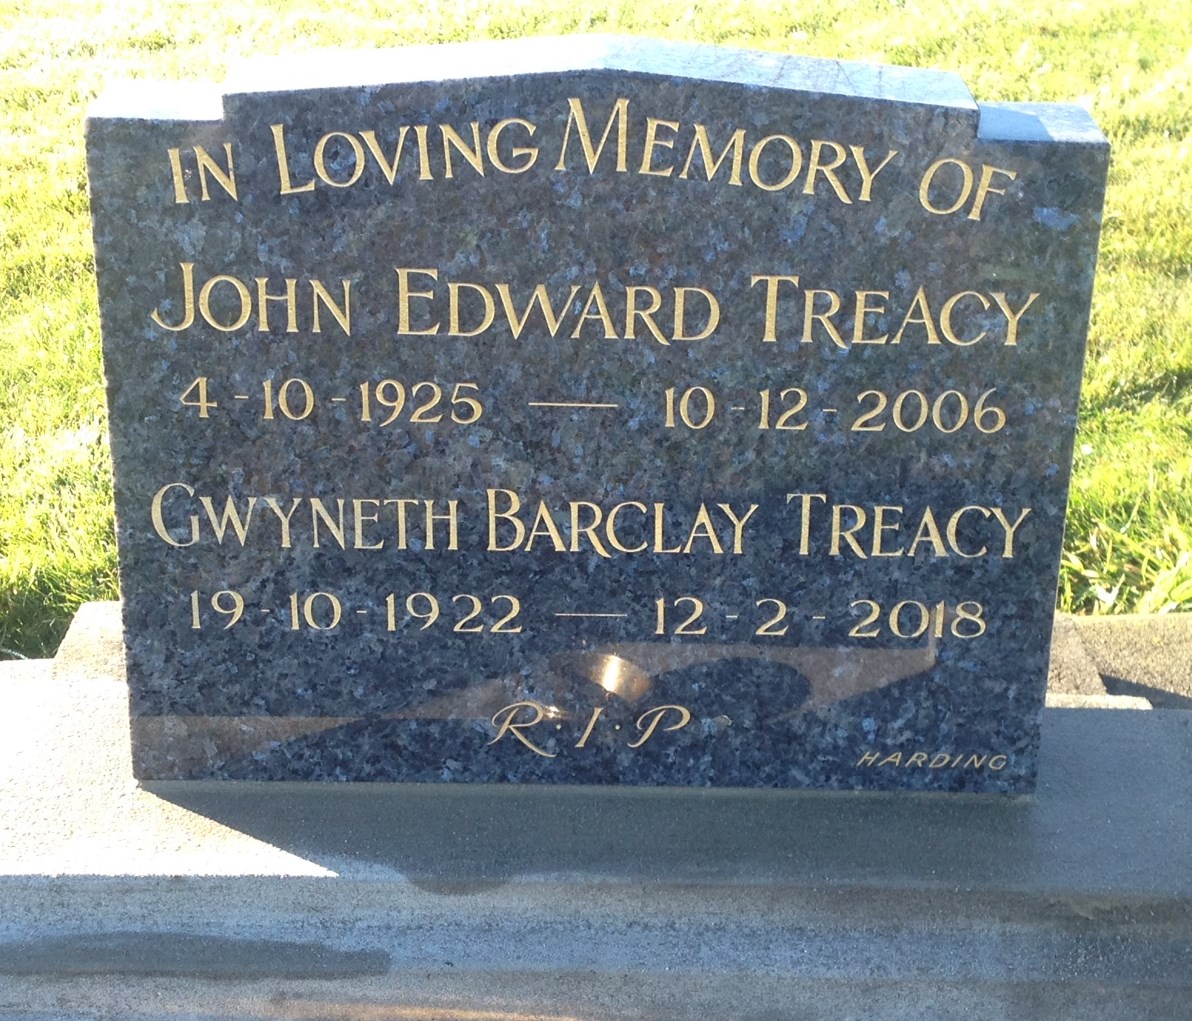 IN LOVING MEMORY OF
JOHN EDWARD TREACY
4-10-1925 — 10-12-2006
GWYNETH BARCLAY TREACY
19-10-1922 — 12-2-2018
R·I·P
HARDING